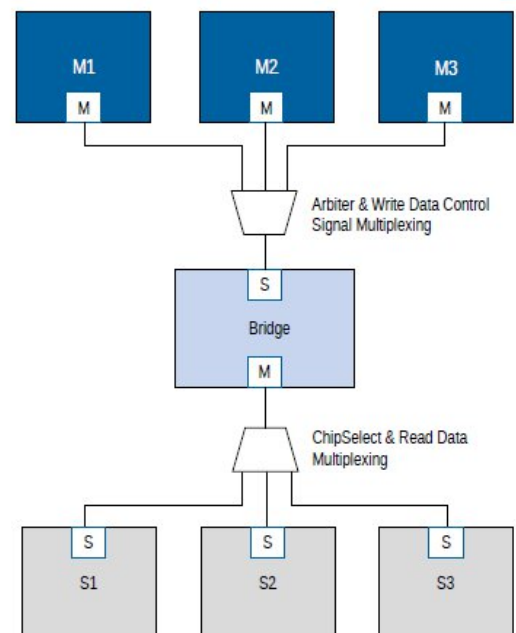 M1
M2
M3
M
M
M
Arbiter & Write Data Control
Signal Multiplexing
S
Bridge
M
ChipSelect & Read Data
Multiplexing
S
S
S
S1
S2
S3